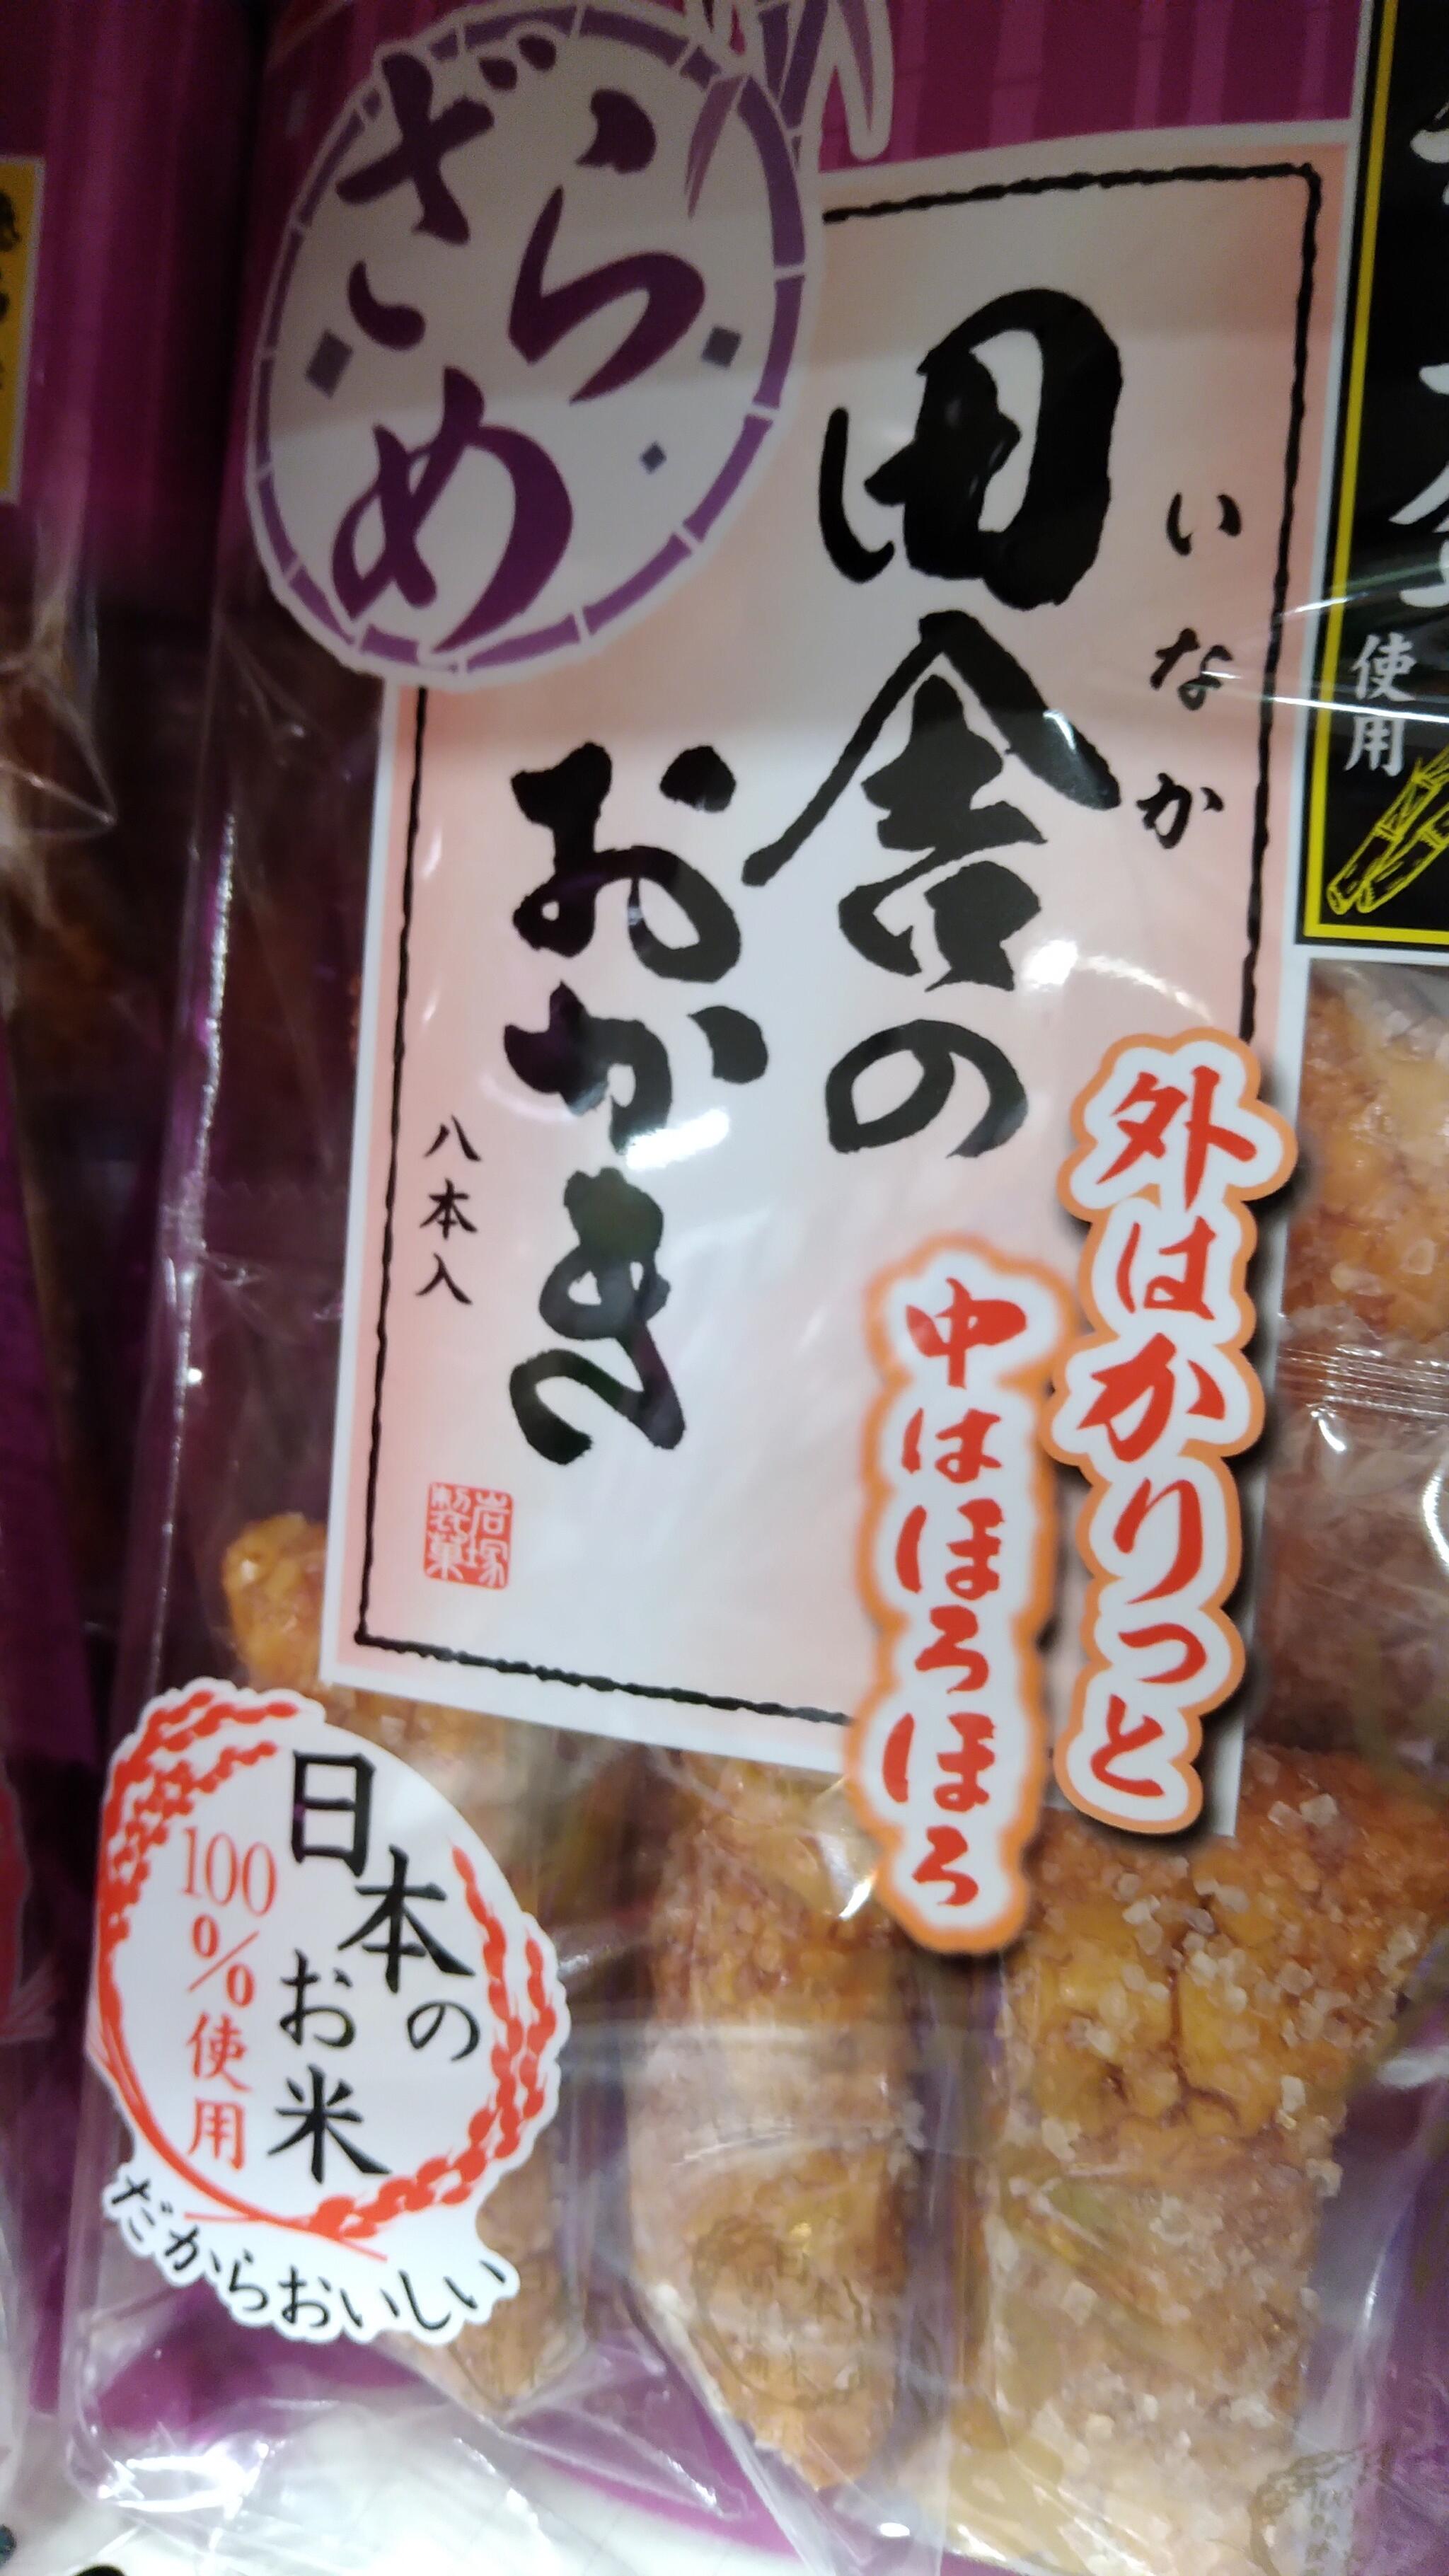 ざらめ
いなか
田舎の
おかき
八本入
岩塚
製菓
外はかりっと
中はほろほろ
日本の
お米
100%使用
だからおいしい
使用